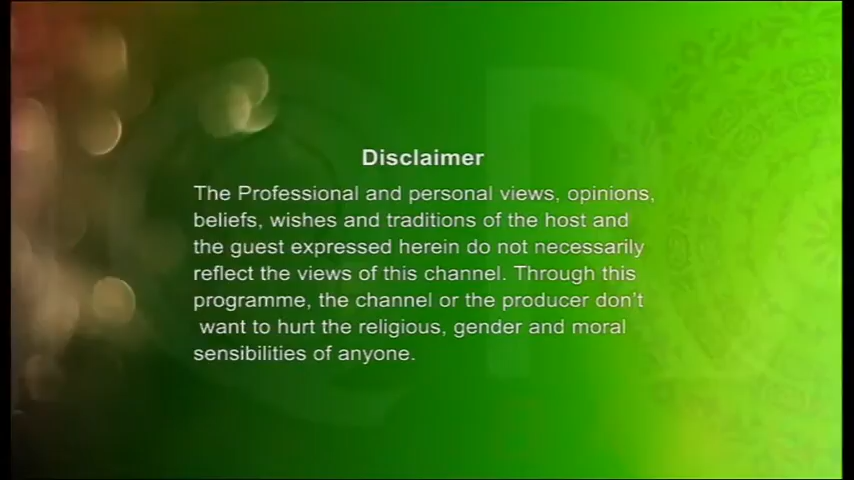 Disclaimer
The Professional and personal views, opinions,
beliefs, wishes and traditions of the host and
the guest expressed herein do not necessarily
reflect the views of this channel. Through this
programme, the channel or the producer don't
want to hurt the religious, gender and moral
sensibilities of anyone.